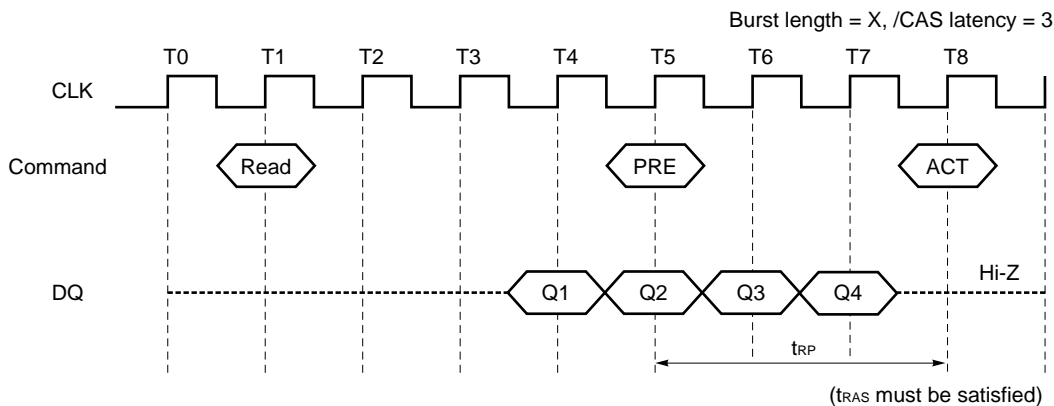 Burst length = X, /CAS latency = 3
T0 T1 T2 T3 T4 T5 T6 T7 T8
CLK
Command Read PRE ACT
Hi-Z
DQ Q1 Q2 Q3 Q4
tRP
(tRAS must be satisfied)